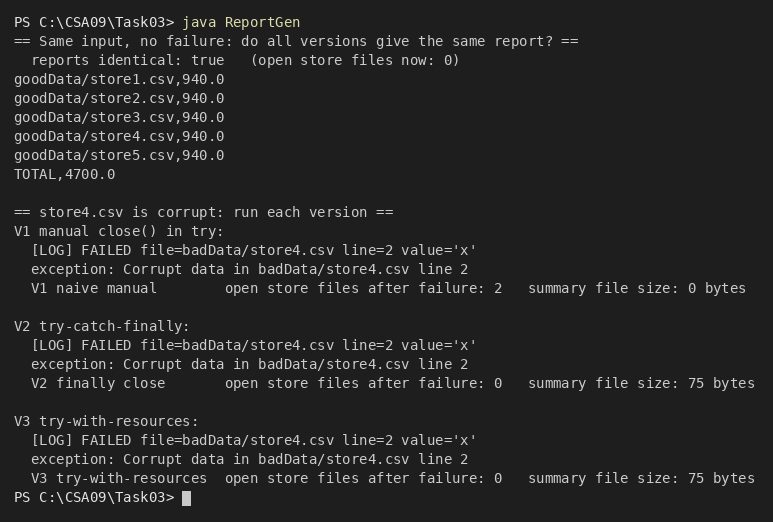 PS C:\CSA09\Task03> java ReportGen
== Same input, no failure: do all versions give the same report? ==
  reports identical: true   (open store files now: 0)
goodData/store1.csv,940.0
goodData/store2.csv,940.0
goodData/store3.csv,940.0
goodData/store4.csv,940.0
goodData/store5.csv,940.0
TOTAL,4700.0

== store4.csv is corrupt: run each version ==
V1 manual close() in try:
  [LOG] FAILED file=badData/store4.csv line=2 value='x'
  exception: Corrupt data in badData/store4.csv line 2
  V1 naive manual        open store files after failure: 2   summary file size: 0 bytes

V2 try-catch-finally:
  [LOG] FAILED file=badData/store4.csv line=2 value='x'
  exception: Corrupt data in badData/store4.csv line 2
  V2 finally close       open store files after failure: 0   summary file size: 75 bytes

V3 try-with-resources:
  [LOG] FAILED file=badData/store4.csv line=2 value='x'
  exception: Corrupt data in badData/store4.csv line 2
  V3 try-with-resources  open store files after failure: 0   summary file size: 75 bytes
PS C:\CSA09\Task03>